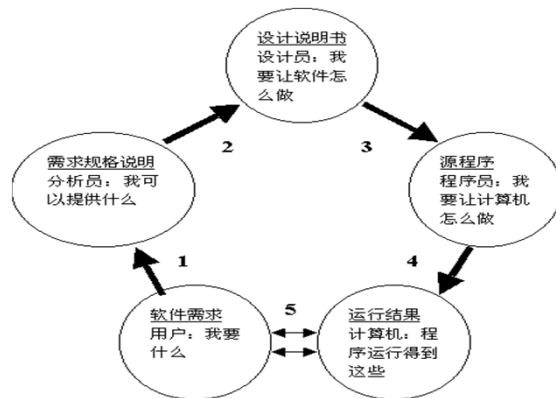 设计说明书
设计员：我
要让软件怎
么做
2
3
需求规格说明
分析员：我可
以提供什么
源程序
程序员：我
要让计算机
怎么做
1
4
5
软件需求
用户：我要
什么
运行结果
计算机：程
序运行得到
这些